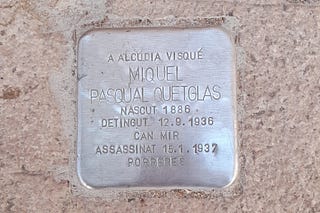 A ALCÚDIA VISQUÉ
MIQUEL
PASQUAL QUETGLAS
NASCUT 1886
DETINGUT 12.9.1936
CAN MIR
ASSASSINAT 15.1.1937
PORRERES